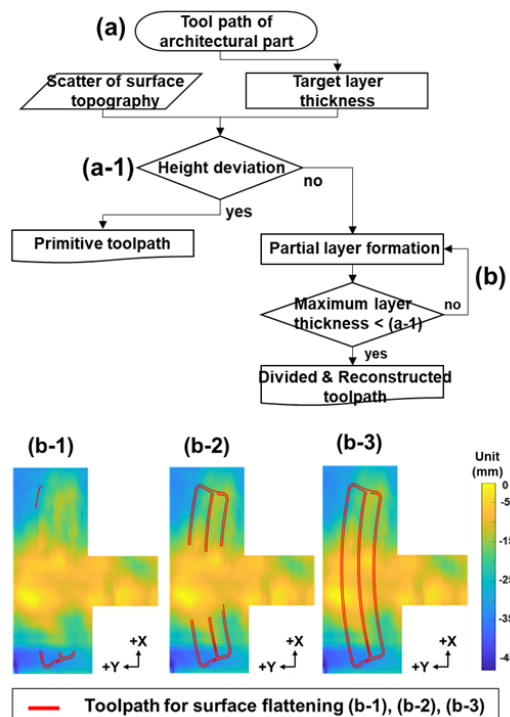 (a)
Tool path of
architectural part
Scatter of surface
topography
Target layer
thickness
(a-1)
Height deviation
no
yes
Primitive toolpath
Partial layer formation
(b)
Maximum layer
thickness < (a-1)
no
yes
Divided & Reconstructed
toolpath
(b-1)
(b-2)
(b-3)
Unit
(mm)
0
-5
-15
-25
-35
+X
+Y
+X
+Y
+X
+Y
Toolpath for surface flattening (b-1), (b-2), (b-3)